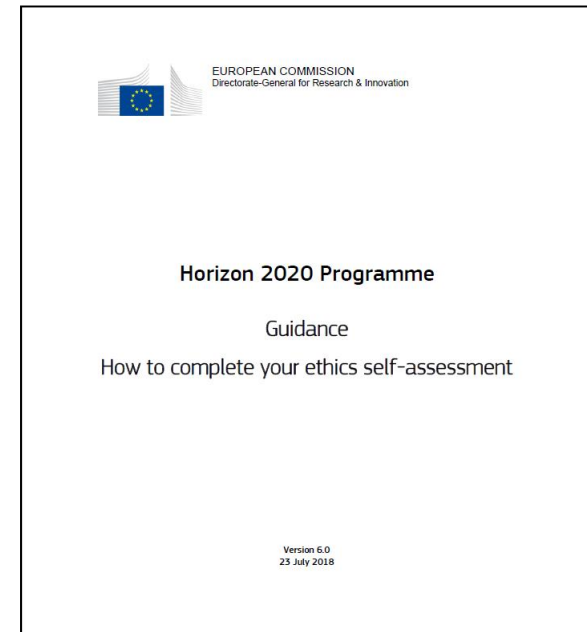 EUROPEAN COMMISSION
Directorate-General for Research & Innovation
Horizon 2020 Programme
Guidance
How to complete your ethics self-assessment
Version 6.0
23 July 2018